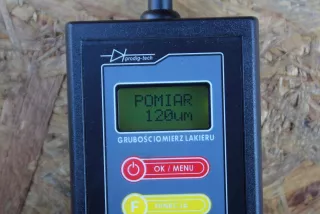 prodig-tech
POMIAR
120um
GRUBOŚCIOMIERZ LAKIERU
OK / MENU
F